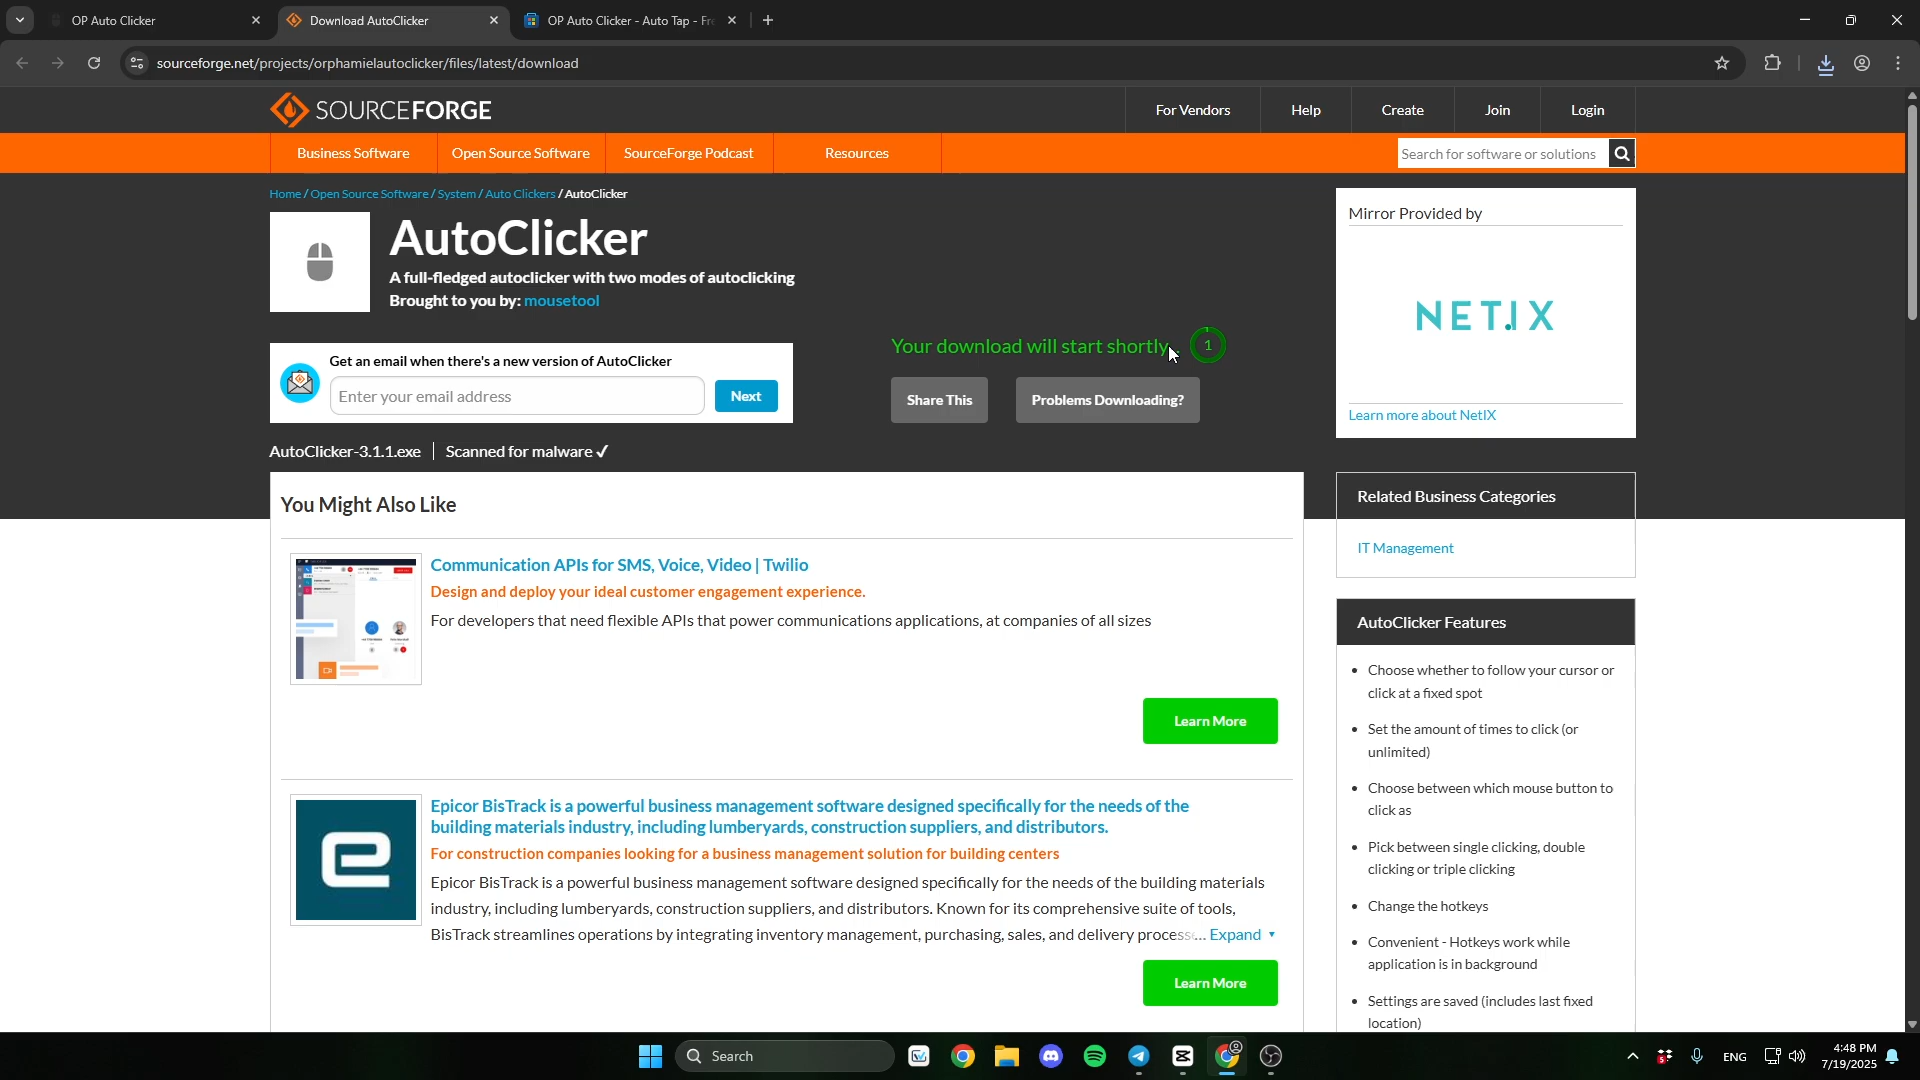 OP Auto Clicker
Download AutoClicker
OP Auto Clicker - Auto Tap - Fr
sourceforge.net/projects/orphamielautoclicker/files/latest/download
SOURCEFORGE
For Vendors
Help
Create
Join
Login
Business Software
Open Source Software
SourceForge Podcast
Resources
Search for software or solutions
Home / Open Source Software / System / Auto Clickers / AutoClicker
AutoClicker
A full-fledged autoclicker with two modes of autoclicking
Brought to you by: mousetool
Mirror Provided by
NETIX
Learn more about NetIX
Get an email when there's a new version of AutoClicker
Enter your email address
Next
Your download will start shortly
1
Share This
Problems Downloading?
AutoClicker-3.1.1.exe
Scanned for malware ✓
You Might Also Like
Communication APIs for SMS, Voice, Video | Twilio
Design and deploy your ideal customer engagement experience.
For developers that need flexible APIs that power communications applications, at companies of all sizes
Learn More
Epicor BisTrack is a powerful business management software designed specifically for the needs of the
building materials industry, including lumberyards, construction suppliers, and distributors.
For construction companies looking for a business management solution for building centers
Epicor BisTrack is a powerful business management software designed specifically for the needs of the building materials
industry, including lumberyards, construction suppliers, and distributors. Known for its comprehensive suite of tools,
BisTrack streamlines operations by integrating inventory management, purchasing, sales, and delivery process... Expand
Learn More
Related Business Categories
IT Management
AutoClicker Features
• Choose whether to follow your cursor or
click at a fixed spot
• Set the amount of times to click (or
unlimited)
• Choose between which mouse button to
click as
• Pick between single clicking, double
clicking or triple clicking
• Change the hotkeys
• Convenient - Hotkeys work while
application is in background
• Settings are saved (includes last fixed
location)
Search
ENG
4:48 PM
7/19/2025